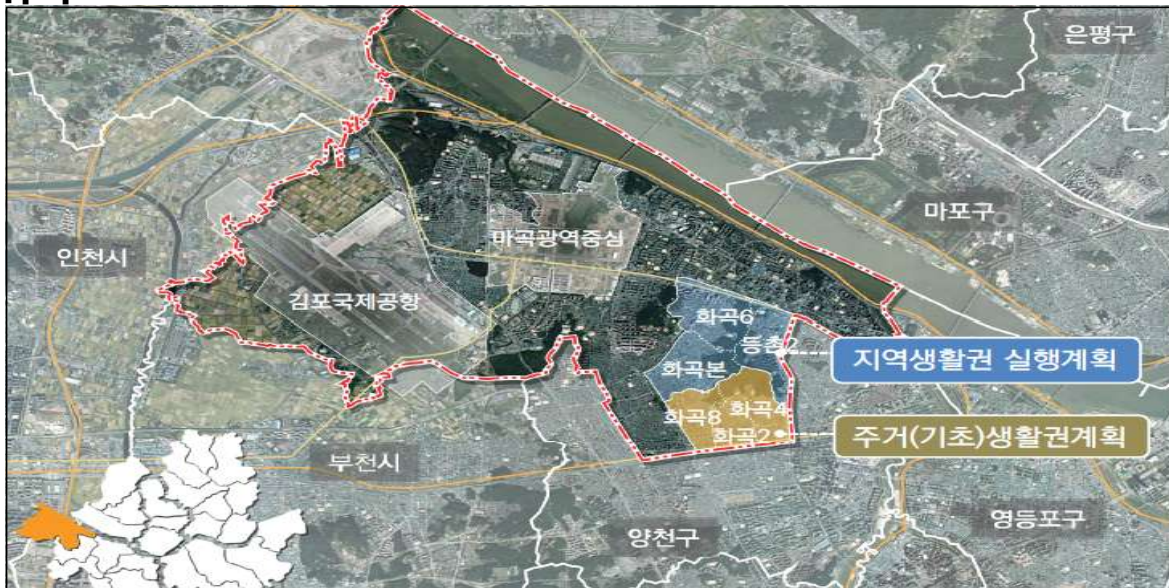 은평구
마포구
마곡광역중심
인천시
김포국제공항
화곡6
등촌2
지역생활권 실행계획
화곡본
화곡8
화곡4
화곡2
주거(기초)생활권계획
부천시
양천구
영등포구